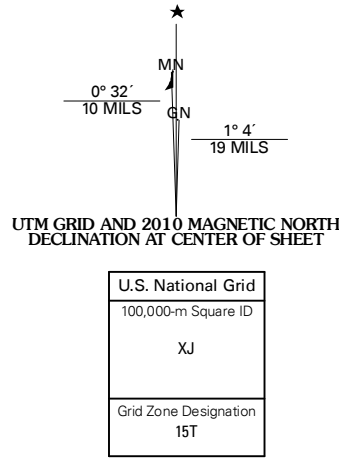 ★
MN
0° 32´
10 MILS
GN
1° 4´
19 MILS
UTM GRID AND 2010 MAGNETIC NORTH
DECLINATION AT CENTER OF SHEET
U.S. National Grid
100,000-m Square ID
XJ
Grid Zone Designation
15T